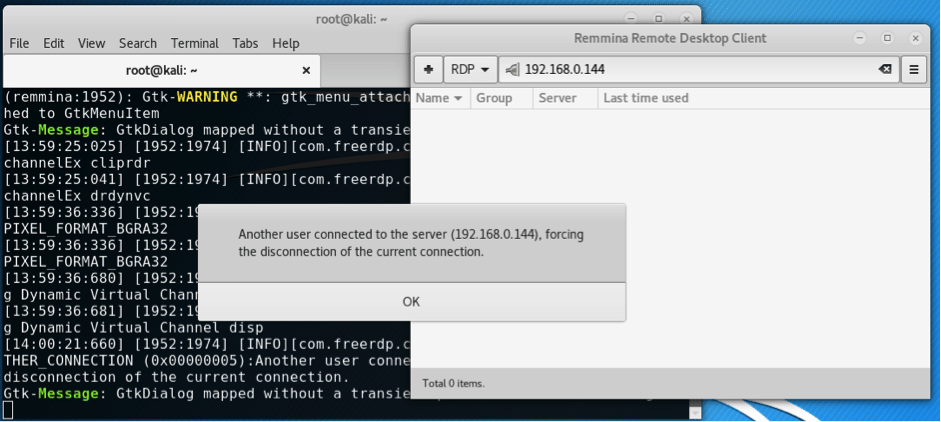 root@kali: ~
File Edit View Search Terminal Tabs Help
root@kali: ~ ×
(remmina:1952): Gtk-WARNING **: gtk_menu_attach
hed to GtkMenuItem
Gtk-Message: GtkDialog mapped without a transie
[13:59:25:025] [1952:1974] [INFO][com.freerdp.c
channelEx cliprdr
[13:59:25:041] [1952:1974] [INFO][com.freerdp.c
channelEx drdynvc
[13:59:36:336] [1952:19
PIXEL_FORMAT_BGRA32
[13:59:36:336] [1952:19
PIXEL_FORMAT_BGRA32
[13:59:36:680] [1952:19
g Dynamic Virtual Chann
[13:59:36:681] [1952:19
g Dynamic Virtual Channel disp
[14:00:21:660] [1952:1974] [INFO][com.freerdp.c
THER_CONNECTION (0x00000005):Another user conne
disconnection of the current connection.
Gtk-Message: GtkDialog mapped without a transie
Remmina Remote Desktop Client
RDP 192.168.0.144
Name Group Server Last time used
Another user connected to the server (192.168.0.144), forcing
the disconnection of the current connection.
OK
Total 0 items.